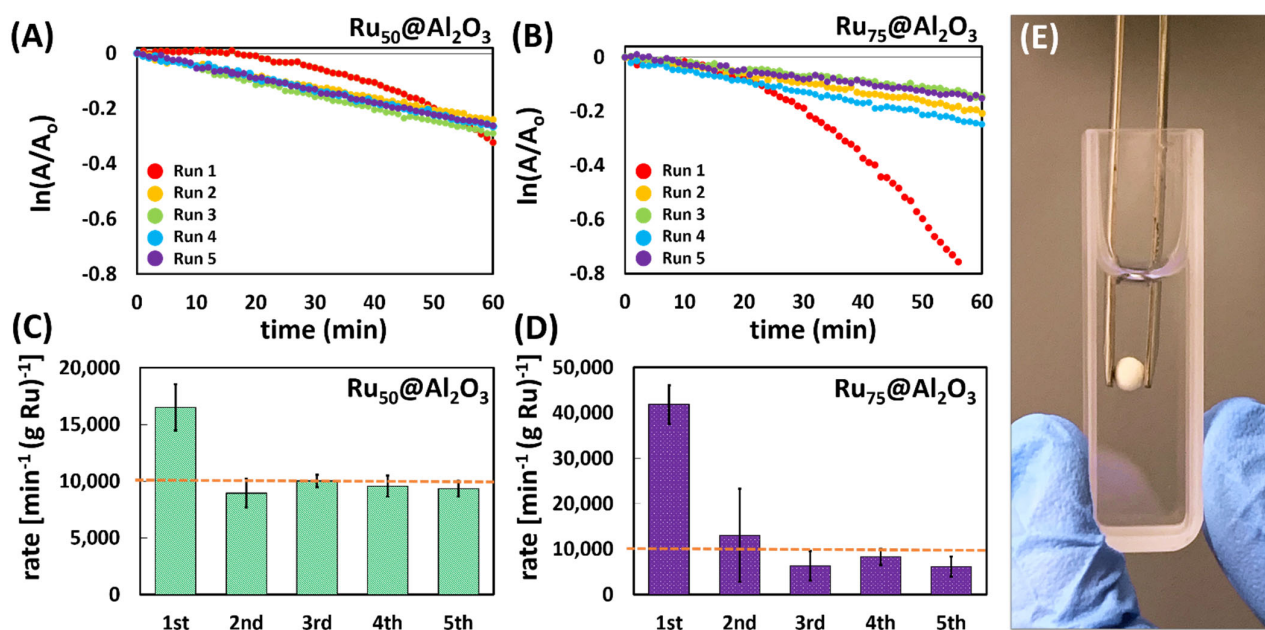 (A)
Ru50@Al2O3
ln(A/Ao)
0
-0.2
-0.4
-0.6
-0.8
Run 1
Run 2
Run 3
Run 4
Run 5
0 10 20 30 40 50 60
time (min)
(B)
Ru75@Al2O3
ln(A/Ao)
0
-0.2
-0.4
-0.6
-0.8
Run 1
Run 2
Run 3
Run 4
Run 5
0 10 20 30 40 50 60
time (min)
(C)
Ru50@Al2O3
rate [min-1 (g Ru)-1]
20,000
15,000
10,000
5,000
0
1st 2nd 3rd 4th 5th
(D)
Ru75@Al2O3
rate [min-1 (g Ru)-1]
50,000
40,000
30,000
20,000
10,000
0
1st 2nd 3rd 4th 5th
(E)